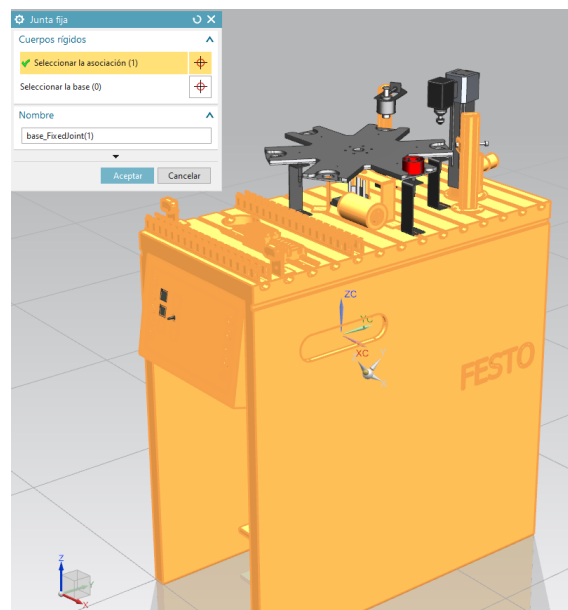 Junta fija
Cuerpos rígidos
Seleccionar la asociación (1)
Seleccionar la base (0)
Nombre
base_FixedJoint(1)
Aceptar Cancelar
ZC
YC
XC
FESTO
Z
Y
X